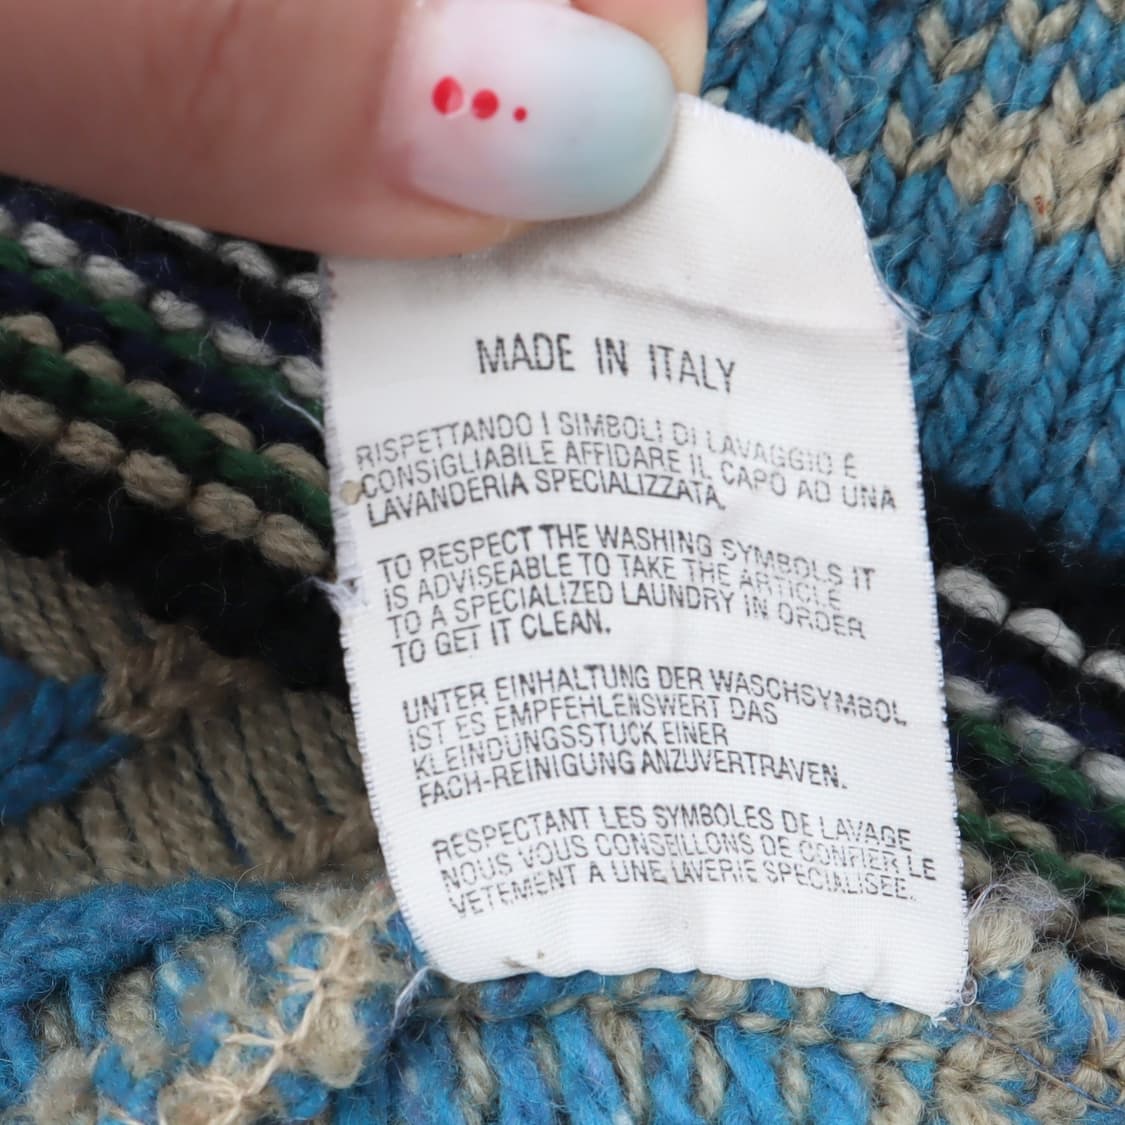 MADE IN ITALY
RISPETTANDO I SIMBOLI DI LAVAGGIO È
CONSIGLIABILE AFFIDARE IL CAPO AD UNA
LAVANDERIA SPECIALIZZATA.
TO RESPECT THE WASHING SYMBOLS IT
IS ADVISEABLE TO TAKE THE ARTICLE
TO A SPECIALIZED LAUNDRY IN ORDER
TO GET IT CLEAN.
UNTER EINHALTUNG DER WASCHSYMBOL
IST ES EMPFEHLENSWERT DAS
KLEINDUNGSSTUCK EINER
FACH-REINIGUNG ANZUVERTRAVEN.
RESPECTANT LES SYMBOLES DE LAVAGE
NOUS VOUS CONSEILLONS DE CONFIER LE
VETEMENT A UNE LAVERIE SPECIALISEE.